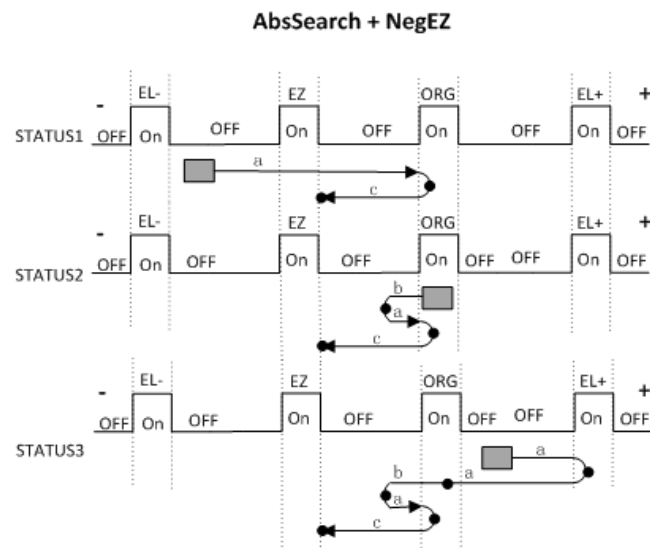 AbsSearch + NegEZ
- EL- EZ ORG EL+ +
STATUS1 OFF On OFF On OFF On OFF On OFF
a
c
- EL- EZ ORG EL+ +
STATUS2 OFF On OFF On OFF On OFF OFF On OFF
b
a
c
- EL- EZ ORG EL+ +
STATUS3 OFF On OFF On OFF On OFF OFF On OFF
a
b a
a
c